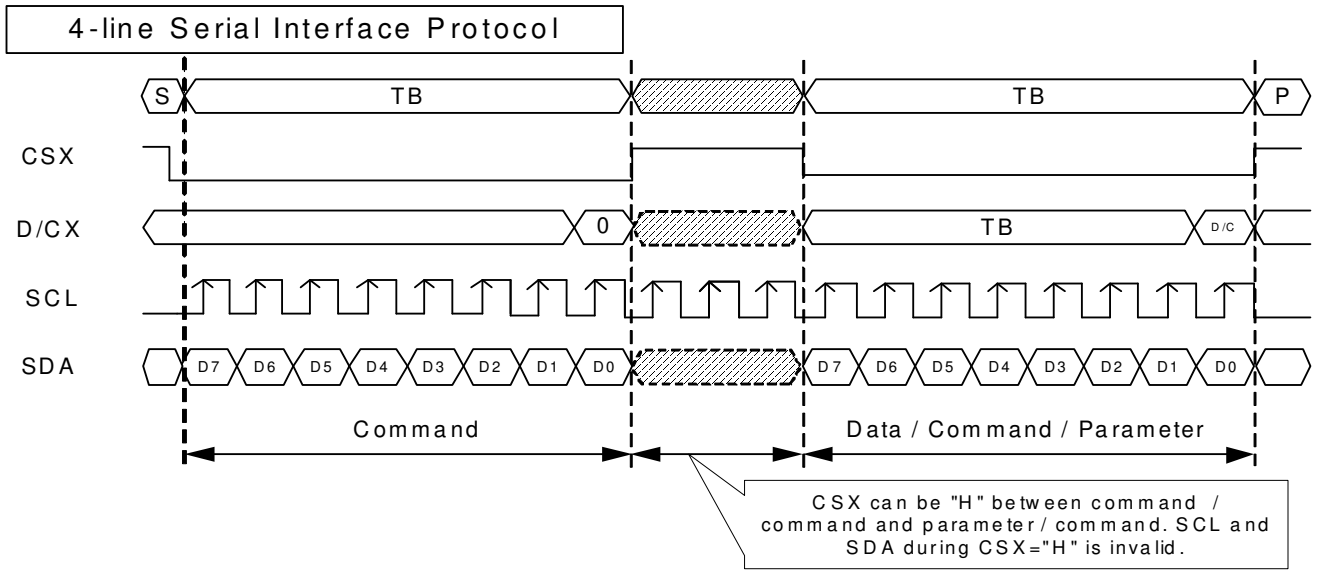 4-line Serial Interface Protocol
S TB TB P
CSX
D/CX 0 TB D/C
SCL
SDA D7 D6 D5 D4 D3 D2 D1 D0 D7 D6 D5 D4 D3 D2 D1 D0
Command Data / Command / Parameter
CSX can be "H" between command /
command and parameter / command. SCL and
SDA during CSX="H" is invalid.